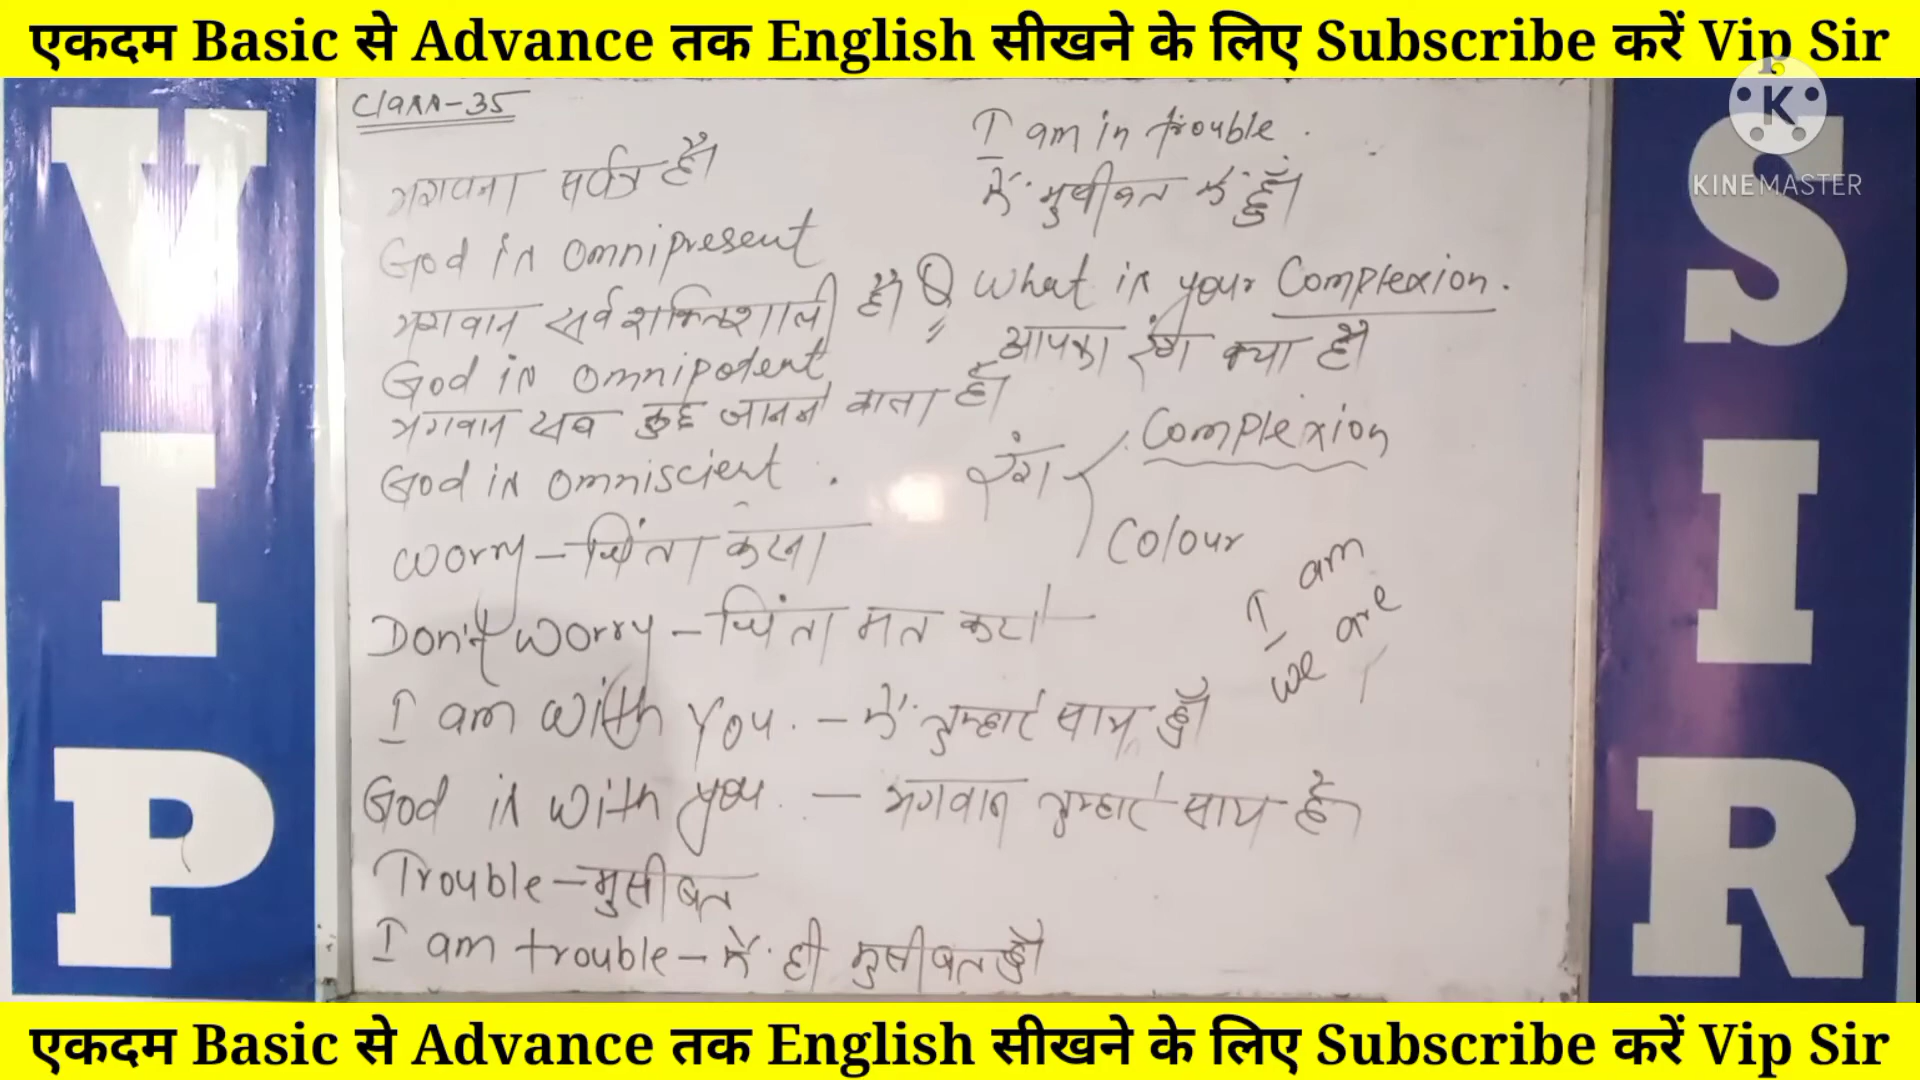 एकदम Basic से Advance तक English सीखने के लिए Subscribe करें Vip Sir
VIP
SIR
K
KINEMASTER
Class-35
भगवना सर्वत्र है।
God is omnipresent
भगवान सर्वशक्तिशाली है।
God is omnipotent
भगवान सब कुछ जानने वाला है।
God is omniscient.
worry – चिंता करना
Don't worry – चिंता मत करो
I am with you. – मैं तुम्हारे साथ हूँ।
God is with you. – भगवान तुम्हारे साथ है
Trouble – मुसीबत
I am trouble – मैं ही मुसीबत हूँ।
I am in trouble.
मैं मुसीबत में हूँ।
Q What is your Complexion.
आपका रंग क्या है।
रंग
Complexion
Colour
I am
we are
एकदम Basic से Advance तक English सीखने के लिए Subscribe करें Vip Sir